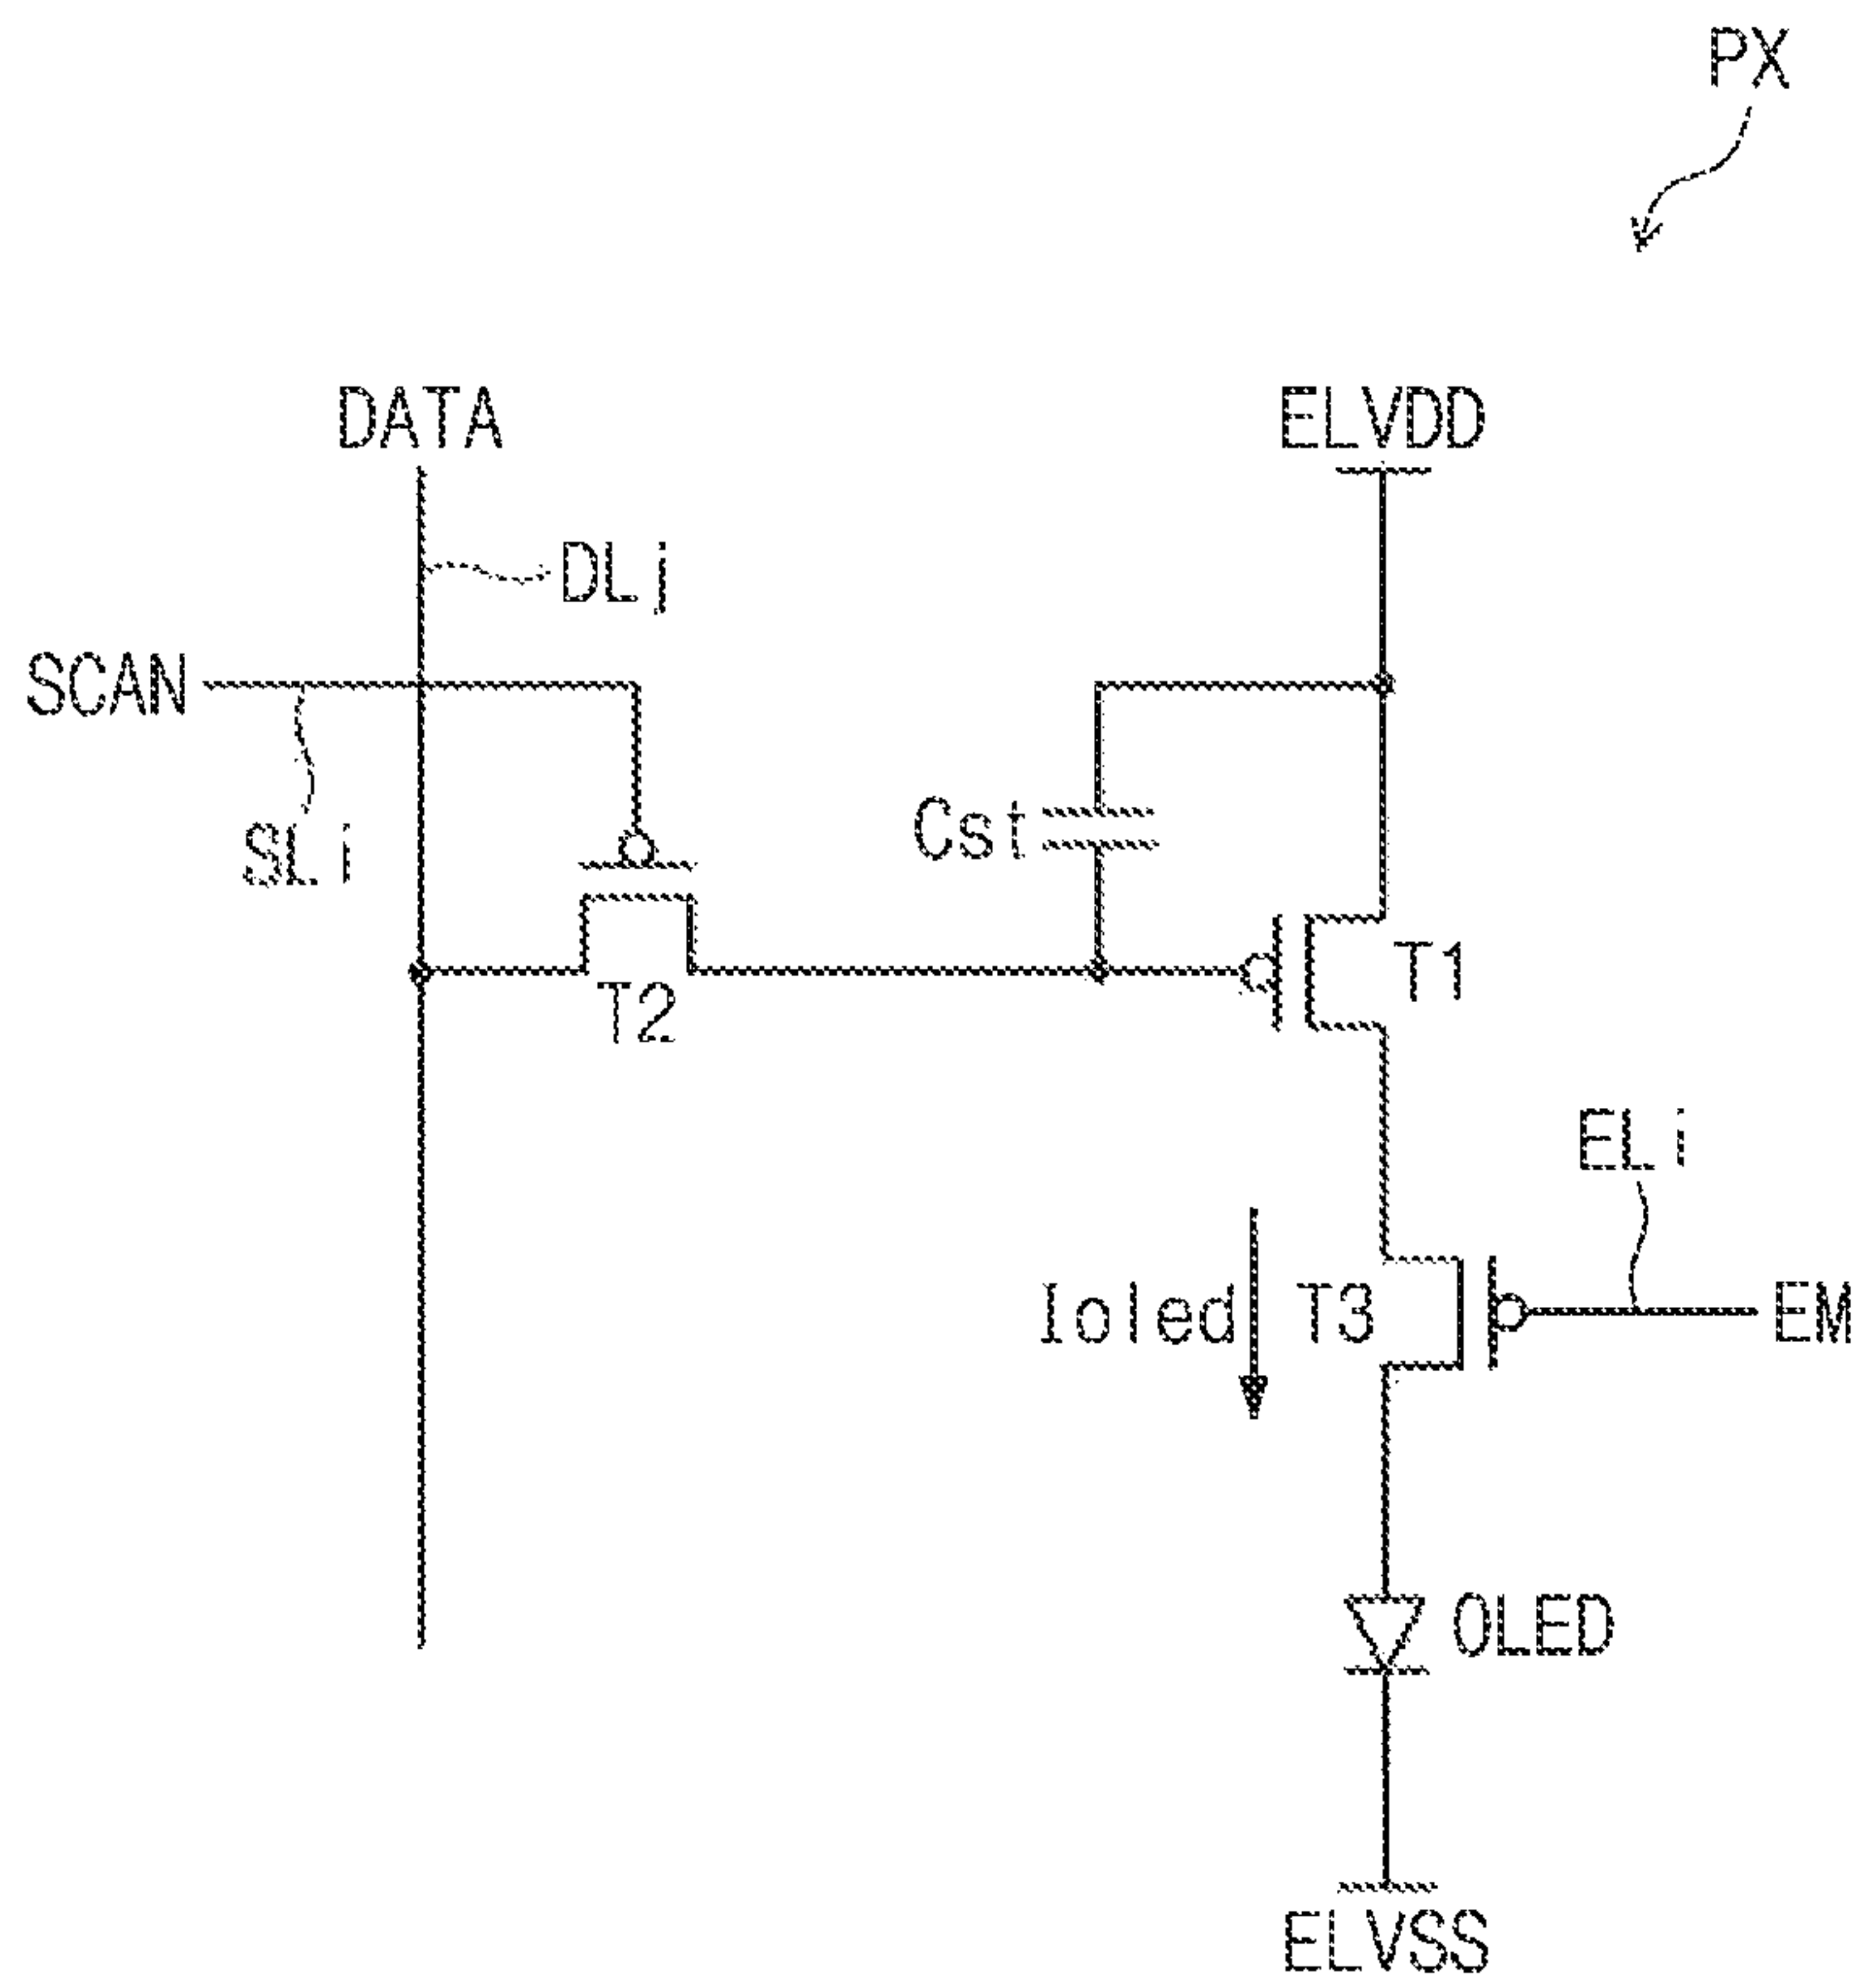 PX
DATA
ELVDD
DLj
SCAN
SLi
Cst
T1
T2
ELi
Ioled
T3
EM
OLED
ELVSS